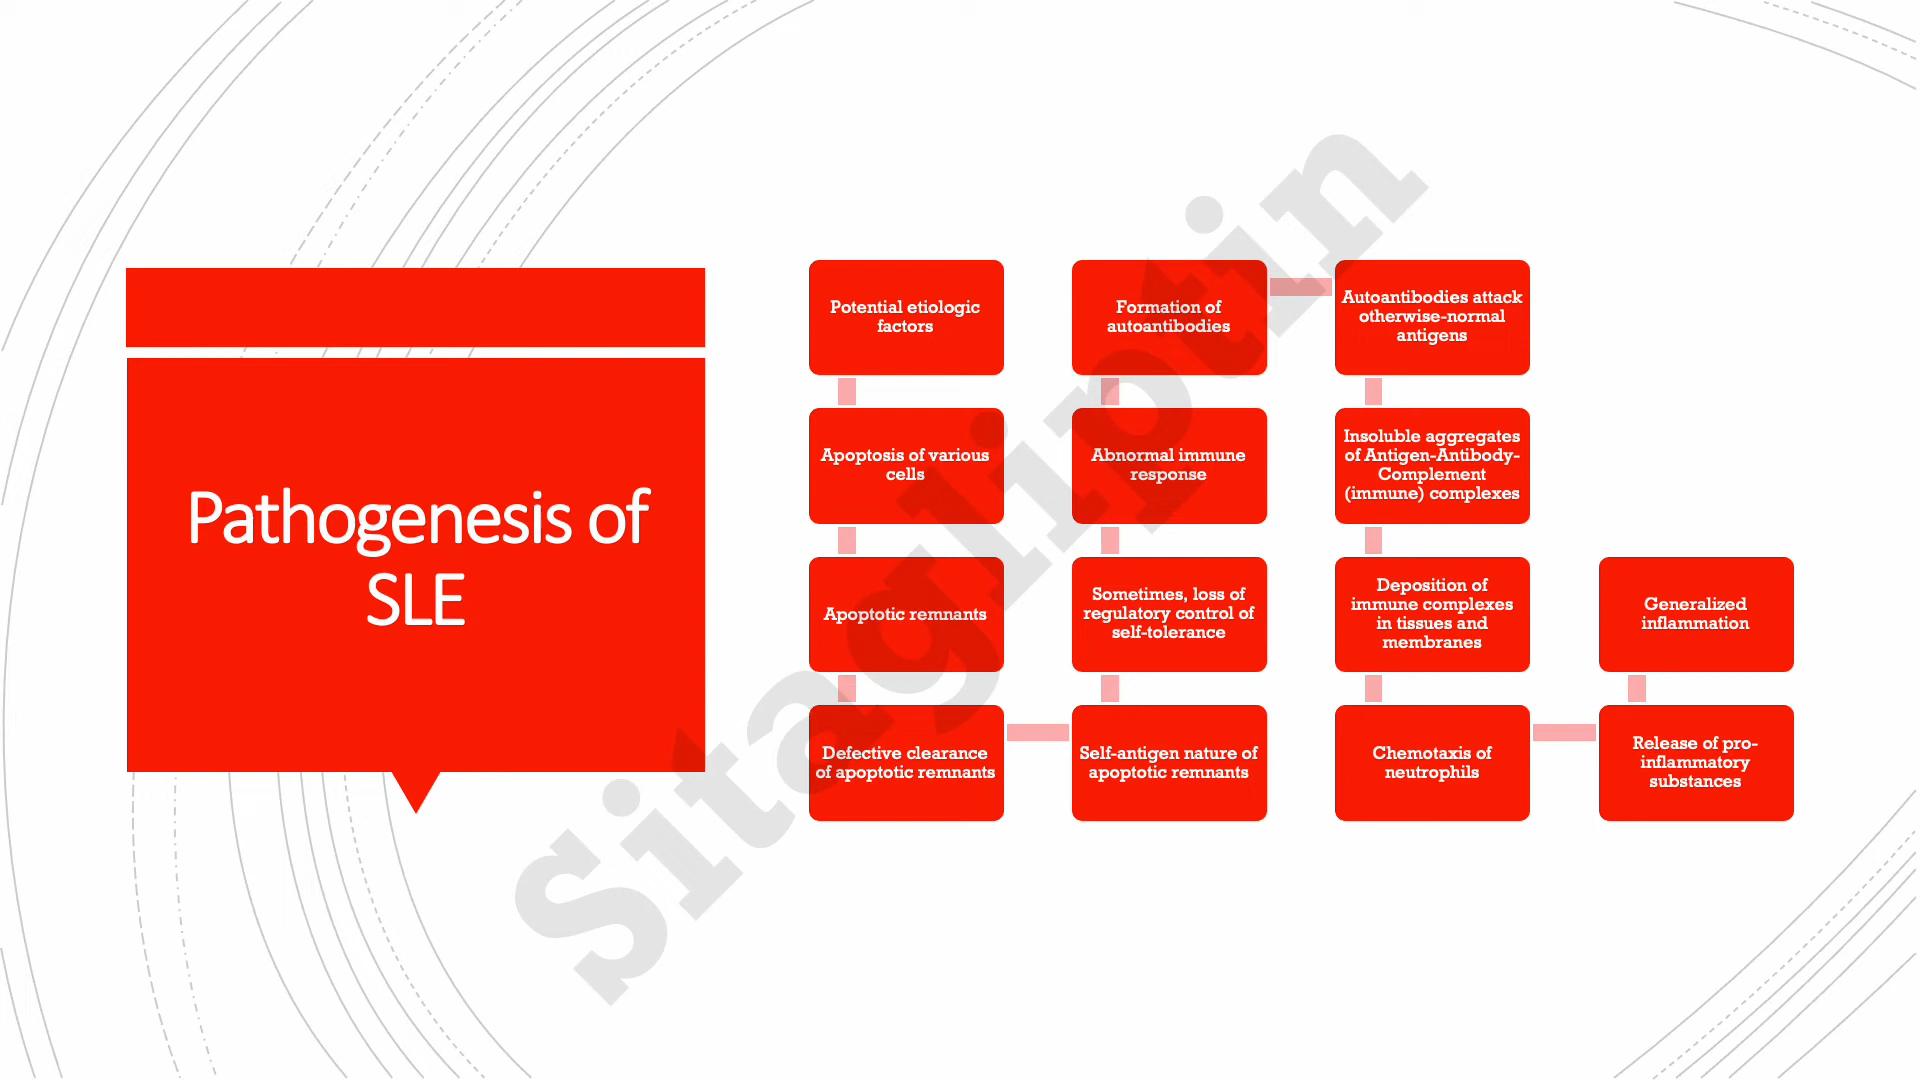 Pathogenesis of
SLE
Potential etiologic
factors
Apoptosis of various
cells
Apoptotic remnants
Defective clearance
of apoptotic remnants
Self-antigen nature of
apoptotic remnants
Sometimes, loss of
regulatory control of
self-tolerance
Abnormal immune
response
Formation of
autoantibodies
Autoantibodies attack
otherwise-normal
antigens
Insoluble aggregates
of Antigen-Antibody-
Complement
(immune) complexes
Deposition of
immune complexes
in tissues and
membranes
Chemotaxis of
neutrophils
Release of pro-
inflammatory
substances
Generalized
inflammation
Sitagliptin